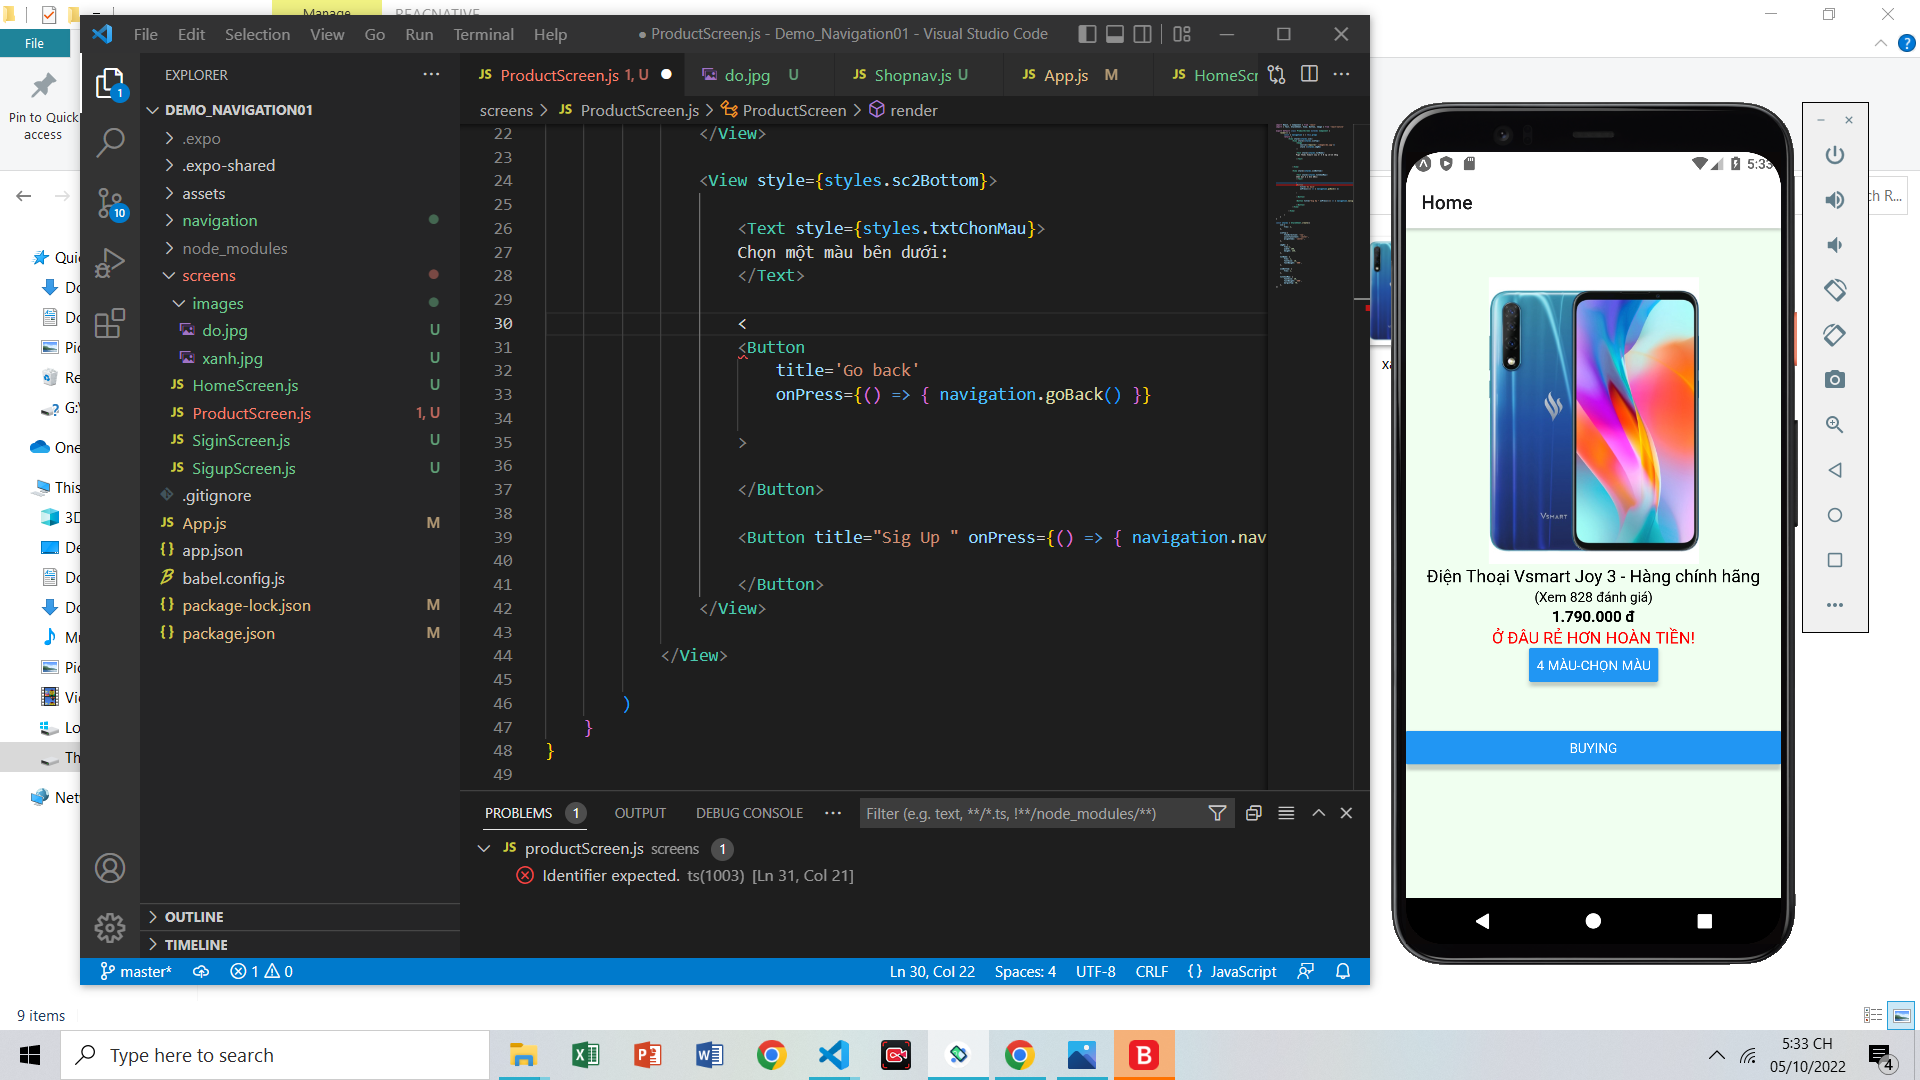 Manage
REACNATIVE
File
Pin to Quick
access
File Edit Selection View Go Run Terminal Help
● ProductScreen.js - Demo_Navigation01 - Visual Studio Code
EXPLORER
DEMO_NAVIGATION01
.expo
.expo-shared
assets
navigation
node_modules
screens
images
do.jpg U
xanh.jpg U
JS HomeScreen.js U
JS ProductScreen.js 1, U
JS SiginScreen.js U
JS SigupScreen.js U
.gitignore
JS App.js M
{} app.json
babel.config.js
{} package-lock.json M
{} package.json M
OUTLINE
TIMELINE
1
10
JS ProductScreen.js 1, U
do.jpg U
JS Shopnav.js U
JS App.js M
JS HomeScr
screens > JS ProductScreen.js > ProductScreen > render
22 </View>
23
24 <View style={styles.sc2Bottom}>
25
26 <Text style={styles.txtChonMau}>
27 Chọn một màu bên dưới:
28 </Text>
29
30 <
31 <Button
32 title='Go back'
33 onPress={() => { navigation.goBack() }}
34
35 >
36
37 </Button>
38
39 <Button title="Sig Up " onPress={() => { navigation.nav
40
41 </Button>
42 </View>
43
44 </View>
45
46 )
47 }
48 }
49
PROBLEMS 1 OUTPUT DEBUG CONSOLE
Filter (e.g. text, **/*.ts, !**/node_modules/**)
JS productScreen.js screens 1
Identifier expected. ts(1003) [Ln 31, Col 21]
master*
1 0
Ln 30, Col 22 Spaces: 4 UTF-8 CRLF {} JavaScript
Quic
Do
Do
Pic
Re
G:\
One
This
3D
De
Do
Do
Mu
Pic
Vi
Lo
Th
Net
9 items
ch R...
5:33
Home
VSMART
Điện Thoại Vsmart Joy 3 - Hàng chính hãng
(Xem 828 đánh giá)
1.790.000 đ
Ở ĐÂU RẺ HƠN HOÀN TIỀN!
4 MÀU-CHỌN MÀU
BUYING
Type here to search
5:33 CH
05/10/2022
4